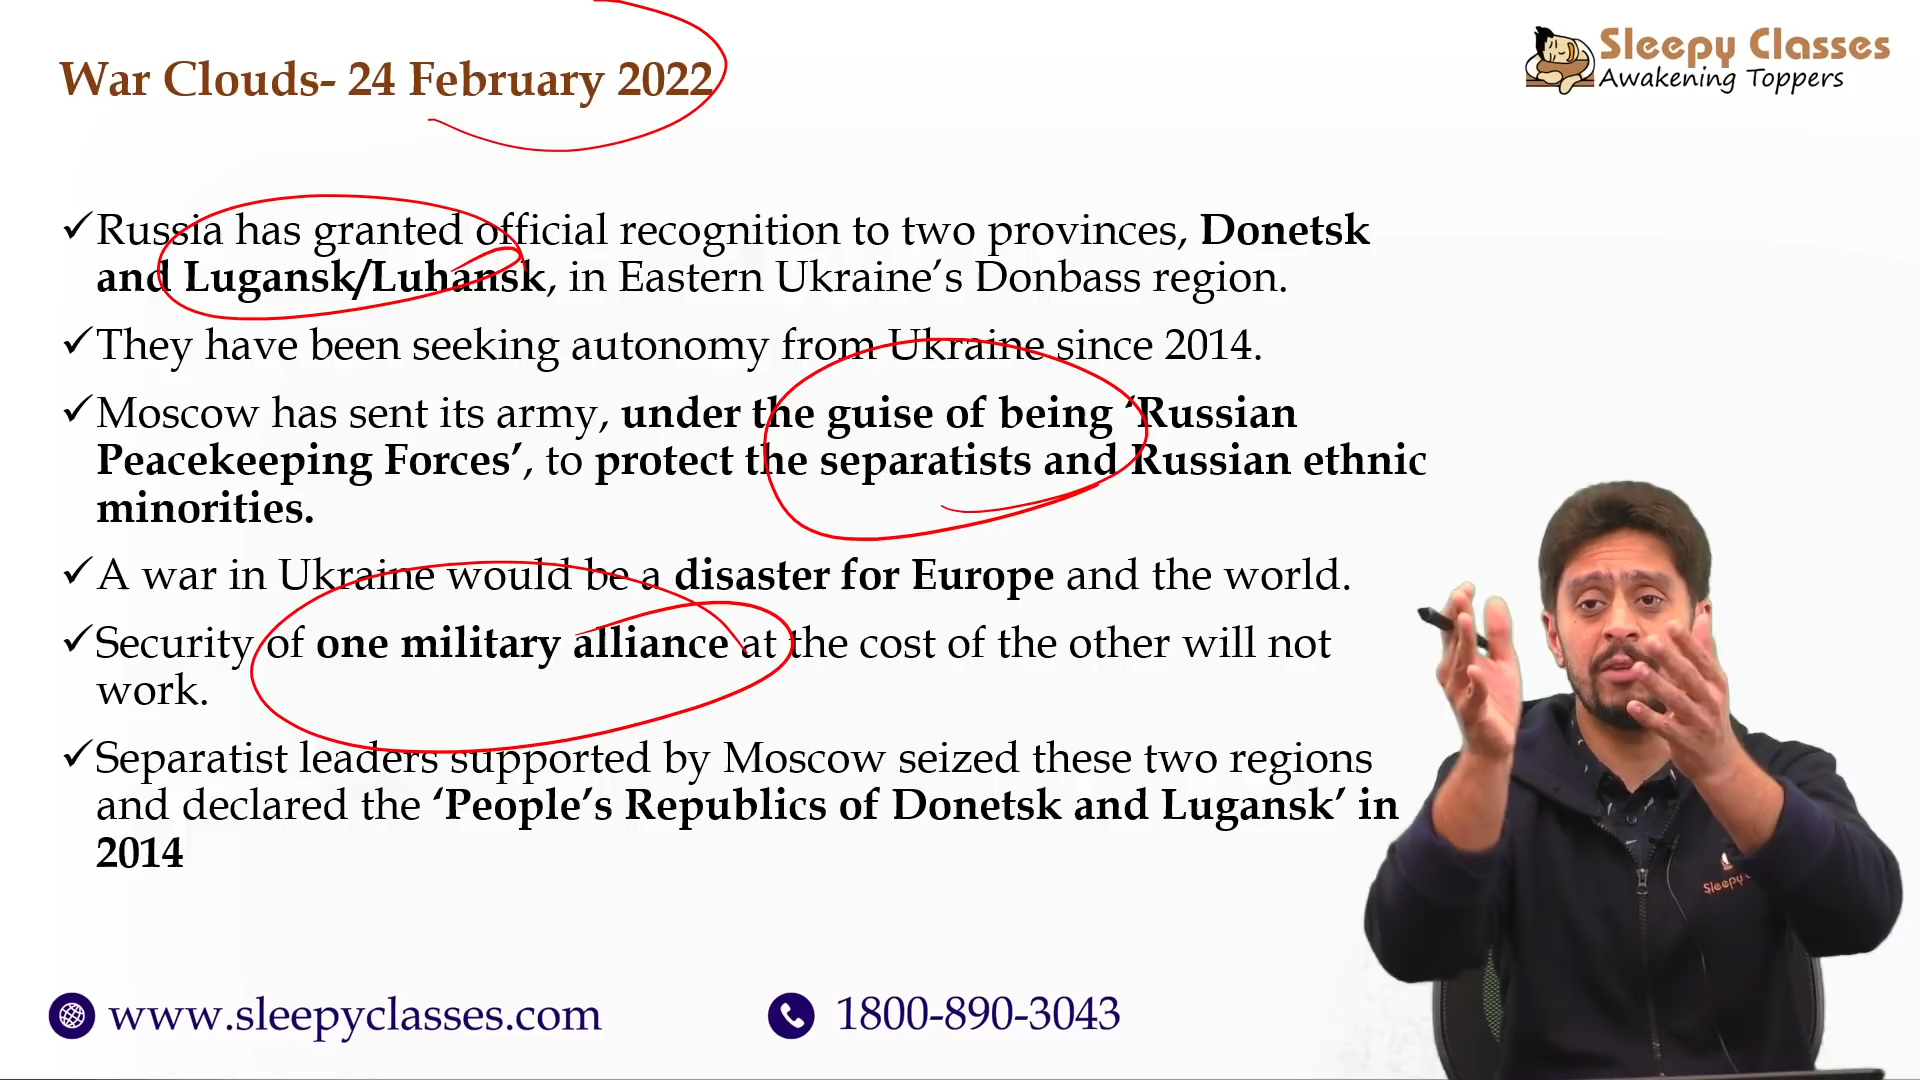 War Clouds- 24 February 2022
Sleepy Classes
Awakening Toppers
✓Russia has granted official recognition to two provinces, Donetsk
and Lugansk/Luhansk, in Eastern Ukraine’s Donbass region.
✓They have been seeking autonomy from Ukraine since 2014.
✓Moscow has sent its army, under the guise of being ‘Russian
Peacekeeping Forces’, to protect the separatists and Russian ethnic
minorities.
✓A war in Ukraine would be a disaster for Europe and the world.
✓Security of one military alliance at the cost of the other will not
work.
✓Separatist leaders supported by Moscow seized these two regions
and declared the ‘People’s Republics of Donetsk and Lugansk’ in
2014
Sleepy
www.sleepyclasses.com
1800-890-3043